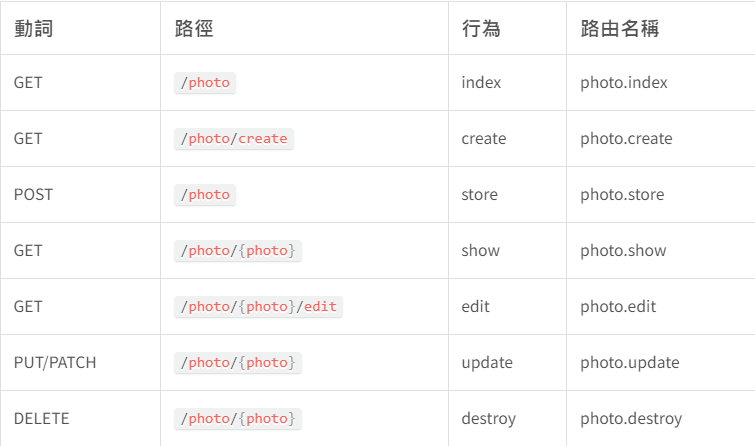 動詞 路徑 行為 路由名稱
GET /photo index photo.index
GET /photo/create create photo.create
POST /photo store photo.store
GET /photo/{photo} show photo.show
GET /photo/{photo}/edit edit photo.edit
PUT/PATCH /photo/{photo} update photo.update
DELETE /photo/{photo} destroy photo.destroy